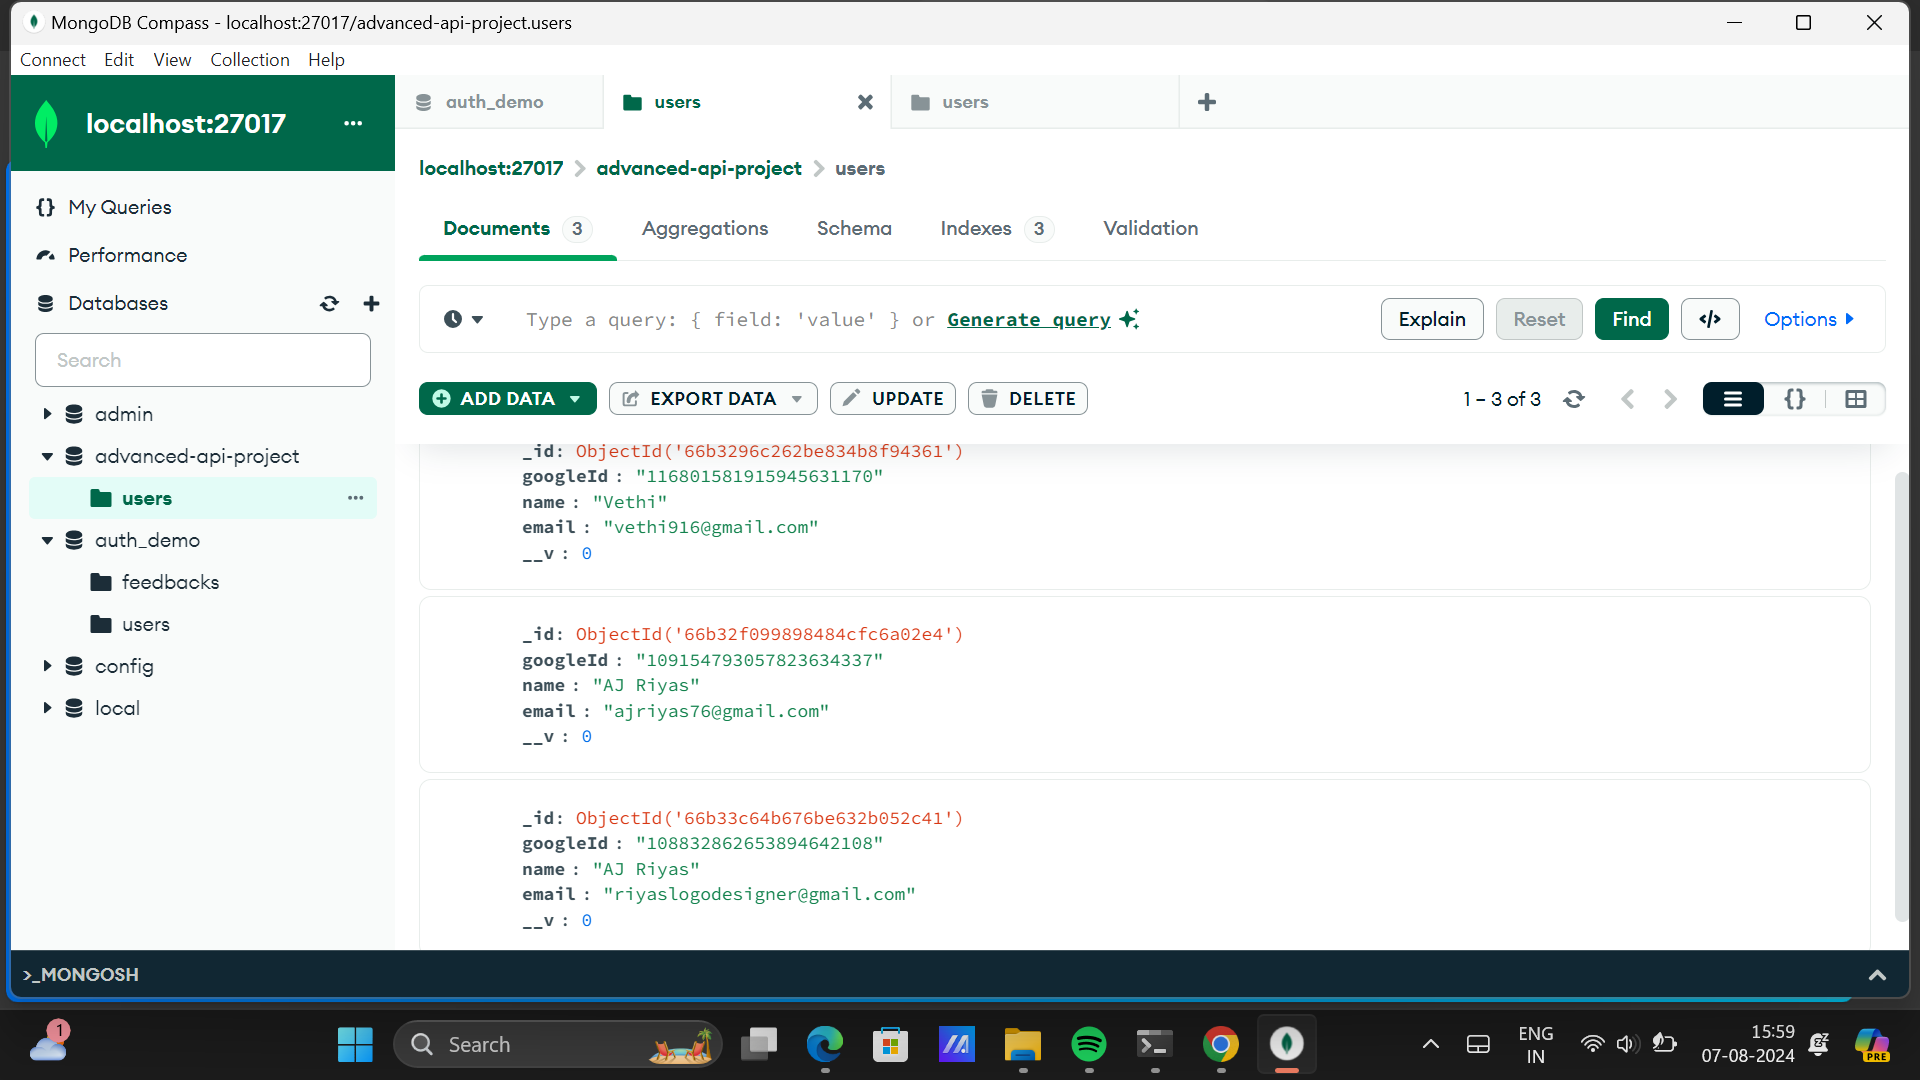 MongoDB Compass - localhost:27017/advanced-api-project.users
Connect Edit View Collection Help
localhost:27017 ...
auth_demo users users
localhost:27017 > advanced-api-project > users
My Queries
Performance
Databases
Search
admin
advanced-api-project
users ...
auth_demo
feedbacks
users
config
local
Documents 3 Aggregations Schema Indexes 3 Validation
Type a query: { field: 'value' } or Generate query
Explain Reset Find </> Options
ADD DATA EXPORT DATA UPDATE DELETE
1 – 3 of 3 {}
_id: ObjectId('66b3296c262be834b8f94361')
googleId : "116801581915945631170"
name : "Vethi"
email : "vethi916@gmail.com"
__v : 0
_id: ObjectId('66b32f099898484cfc6a02e4')
googleId : "109154793057823634337"
name : "AJ Riyas"
email : "ajriyas76@gmail.com"
__v : 0
_id: ObjectId('66b33c64b676be632b052c41')
googleId : "108832862653894642108"
name : "AJ Riyas"
email : "riyaslogodesigner@gmail.com"
__v : 0
>_MONGOSH
1
Search
ENG
IN
15:59
07-08-2024
PRE